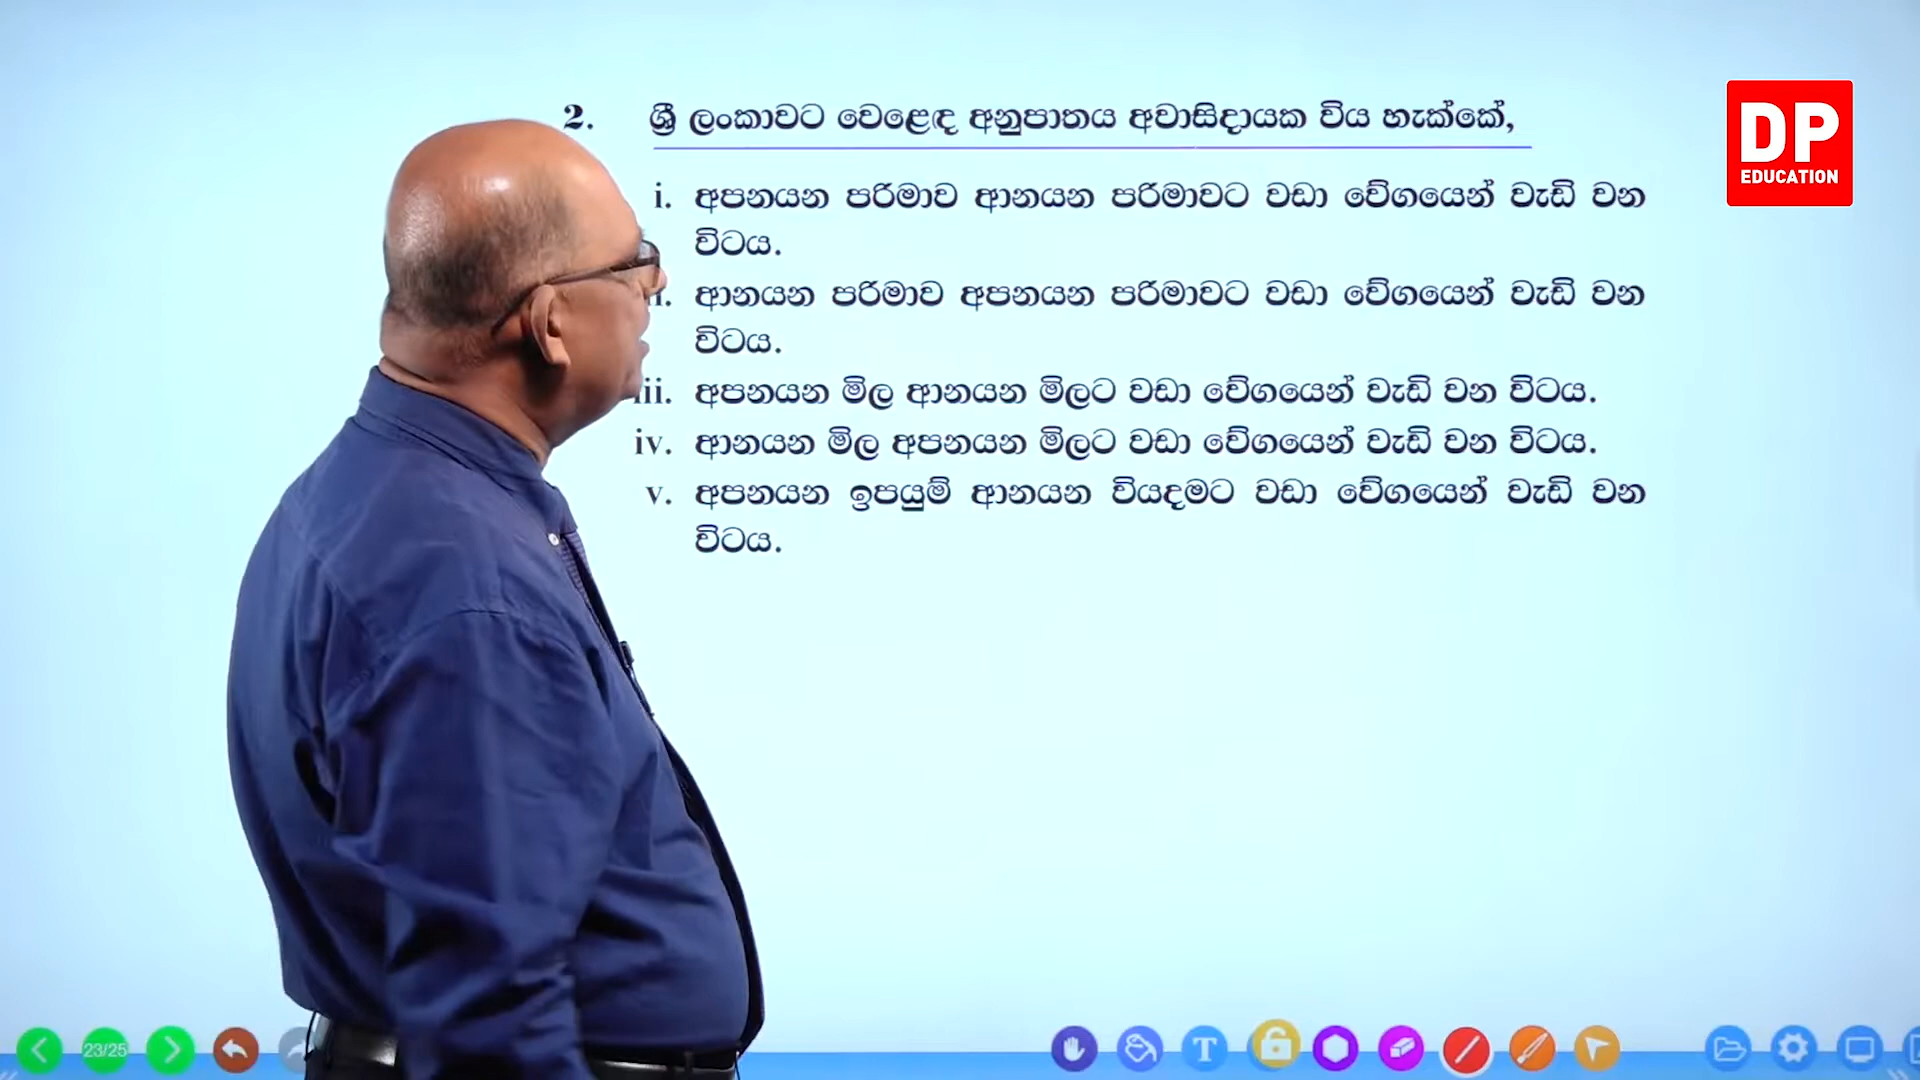 2. ශ්‍රී ලංකාවට වෙළෙඳ අනුපාතය අවාසිදායක විය හැක්කේ,
i. අපනයන පරිමාව ආනයන පරිමාවට වඩා වේගයෙන් වැඩි වන
විටය.
ආනයන පරිමාව අපනයන පරිමාවට වඩා වේගයෙන් වැඩි වන
විටය.
iii. අපනයන මිල ආනයන මිලට වඩා වේගයෙන් වැඩි වන විටය.
iv. ආනයන මිල අපනයන මිලට වඩා වේගයෙන් වැඩි වන විටය.
v. අපනයන ඉපයුම් ආනයන වියදමට වඩා වේගයෙන් වැඩි වන
විටය.
DP
EDUCATION
23/25